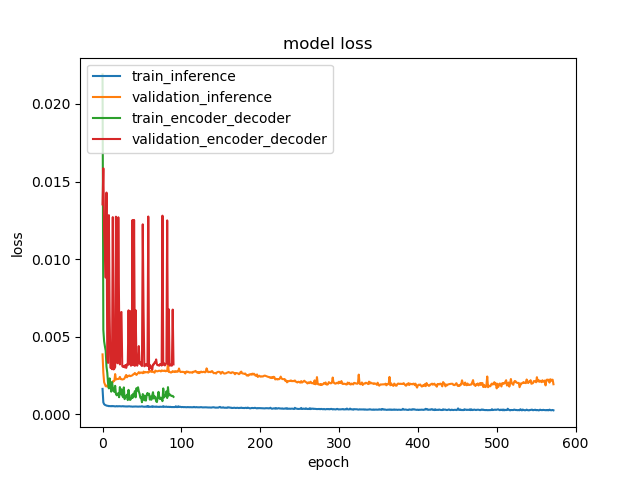 model loss
train_inference
validation_inference
train_encoder_decoder
validation_encoder_decoder
0.020
0.015
0.010
0.005
0.000
loss
0 100 200 300 400 500 600
epoch